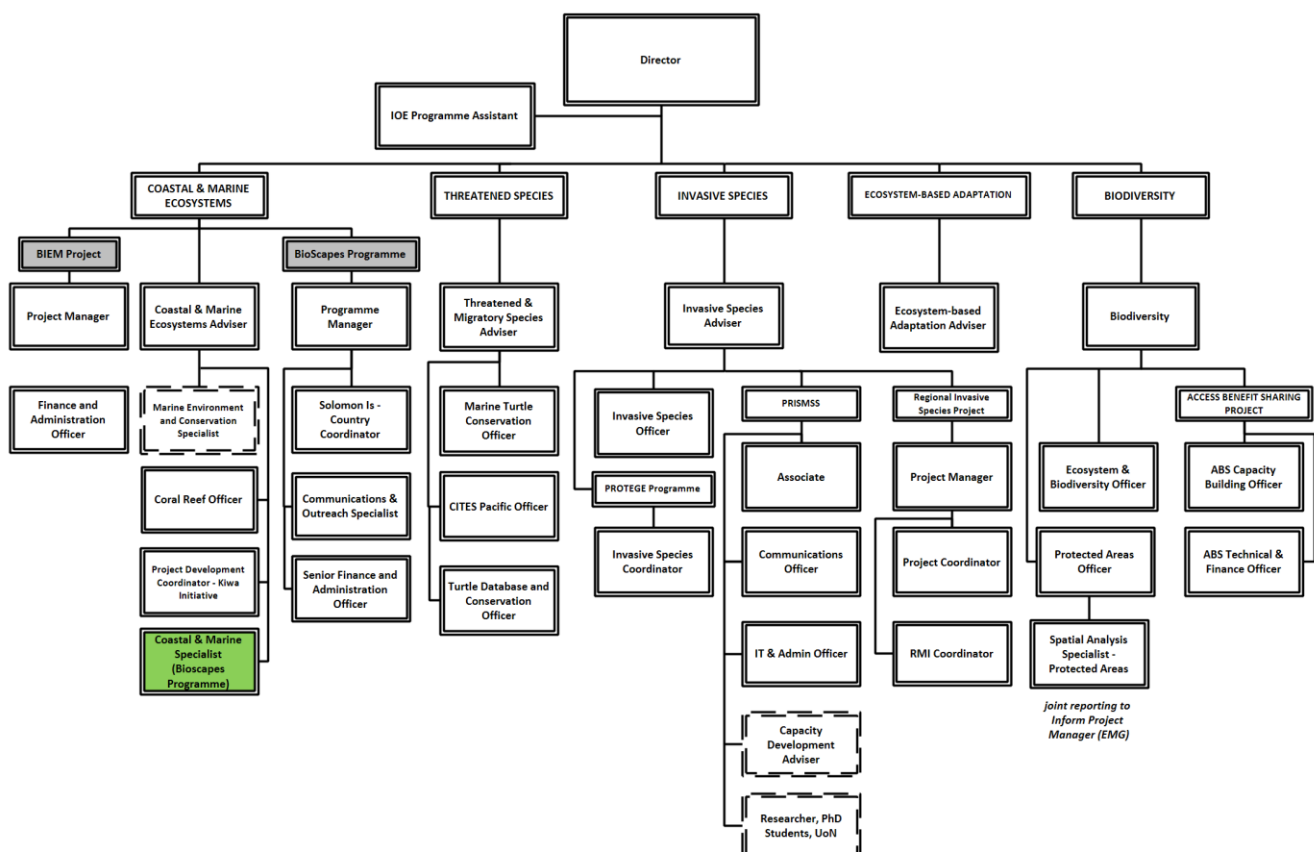 Director
IOE Programme Assistant
COASTAL & MARINE
ECOSYSTEMS
THREATENED SPECIES
INVASIVE SPECIES
ECOSYSTEM-BASED ADAPTATION
BIODIVERSITY
BIEM Project
BioScapes Programme
Project Manager
Coastal & Marine
Ecosystems Adviser
Programme
Manager
Threatened &
Migratory Species
Adviser
Invasive Species
Adviser
Ecosystem-based
Adaptation Adviser
Biodiversity
Finance and
Administration
Officer
Marine Environment
and Conservation
Specialist
Solomon Is -
Country
Coordinator
Marine Turtle
Conservation
Officer
Invasive Species
Officer
PRISMSS
Regional Invasive
Species Project
ACCESS BENEFIT SHARING
PROJECT
Coral Reef Officer
Communications &
Outreach Specialist
CITES Pacific Officer
PROTEGE Programme
Associate
Project Manager
Ecosystem &
Biodiversity Officer
ABS Capacity
Building Officer
Project Development
Coordinator - Kiwa
Initiative
Senior Finance and
Administration
Officer
Turtle Database and
Conservation
Officer
Invasive Species
Coordinator
Communications
Officer
Project Coordinator
Protected Areas
Officer
ABS Technical &
Finance Officer
Coastal & Marine
Specialist
(Bioscapes
Programme)
IT & Admin Officer
RMI Coordinator
Spatial Analysis
Specialist -
Protected Areas
joint reporting to
Inform Project
Manager (EMG)
Capacity
Development
Adviser
Researcher, PhD
Students, UoN